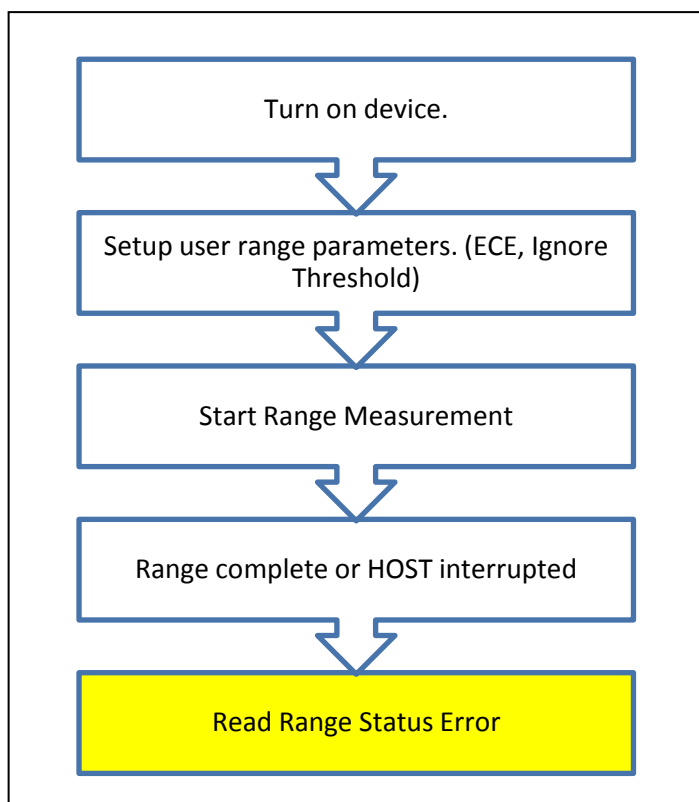 Turn on device.
Setup user range parameters. (ECE, Ignore
Threshold)
Start Range Measurement
Range complete or HOST interrupted
Read Range Status Error